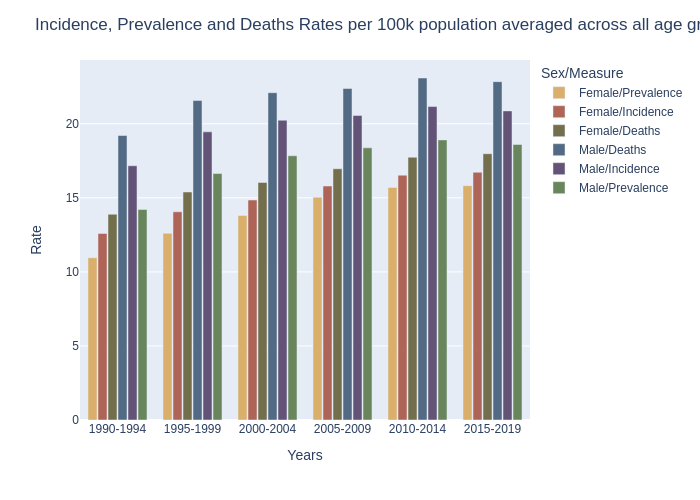 Incidence, Prevalence and Deaths Rates per 100k population averaged across all age
Sex/Measure
Female/Prevalence
Female/Incidence
Female/Deaths
Male/Deaths
Male/Incidence
Male/Prevalence
Rate
20
15
10
5
0
1990-1994 1995-1999 2000-2004 2005-2009 2010-2014 2015-2019
Years